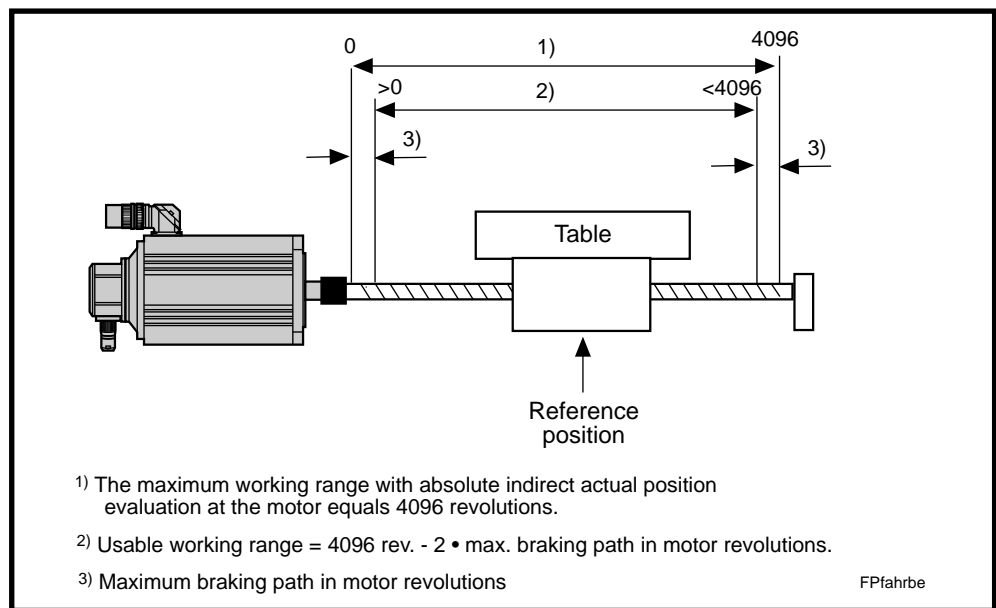 0
1)
4096
>0
2)
<4096
3)
3)
Table
Reference
position
1) The maximum working range with absolute indirect actual position
evaluation at the motor equals 4096 revolutions.
2) Usable working range = 4096 rev. - 2 • max. braking path in motor revolutions.
3) Maximum braking path in motor revolutions
FPfahrbe